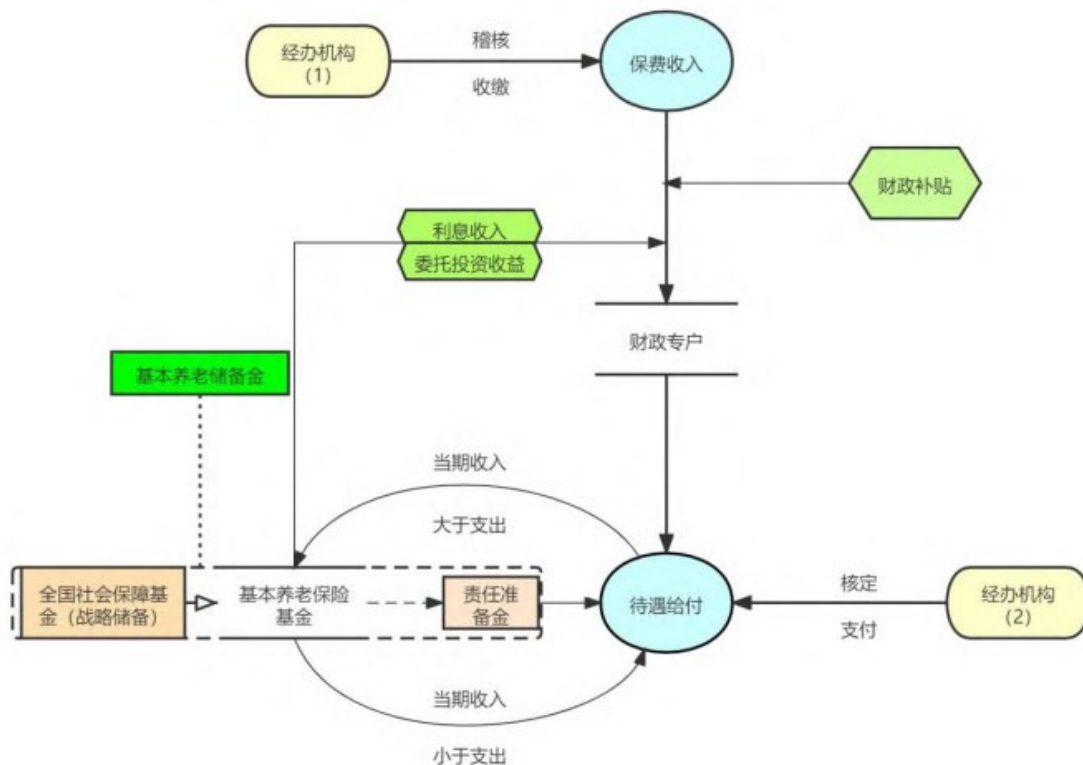 经办机构
(1)
稽核
收缴
保费收入
财政补贴
利息收入
委托投资收益
财政专户
基本养老储备金
当期收入
大于支出
全国社会保障基
金（战略储备）
基本养老保险
基金
责任准
备金
待遇给付
核定
支付
经办机构
(2)
当期收入
小于支出